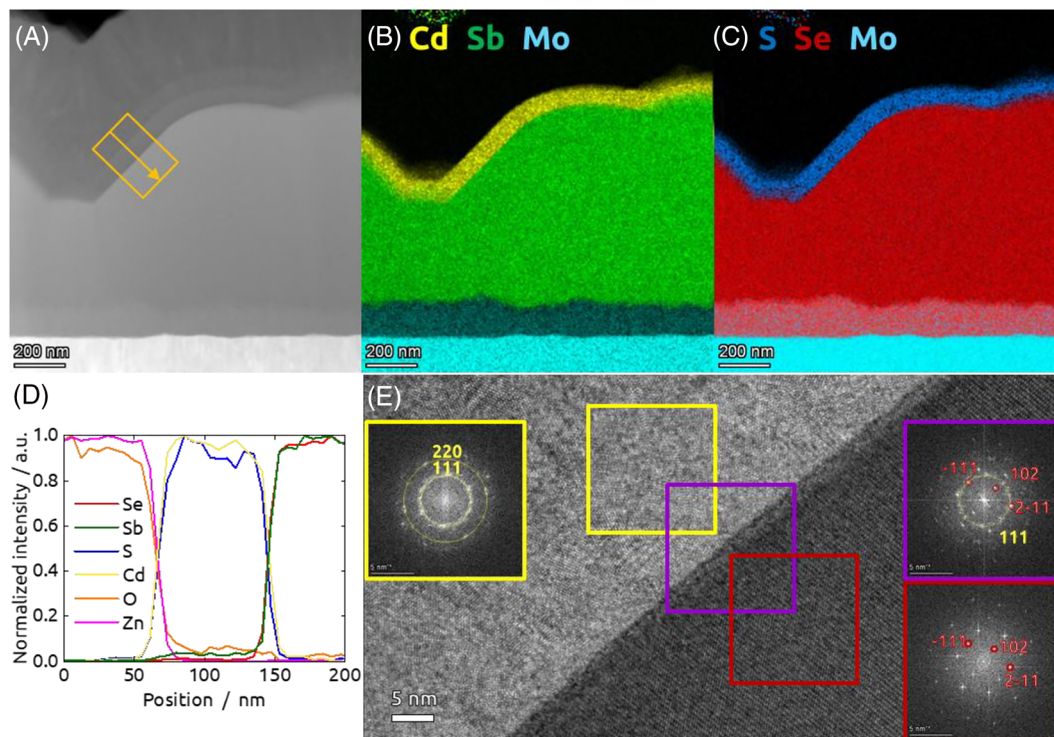 (A)
200 nm
(B) Cd Sb Mo
200 nm
(C) S Se Mo
200 nm
(D)
Normalized intensity / a.u.
1.0
0.8
0.6
0.4
0.2
0.0
Se
Sb
S
Cd
O
Zn
0 50 100 150 200
Position / nm
(E)
220
111
5 nm⁻¹
5 nm
-111
102
2-11
111
5 nm⁻¹
-111
102
2-11
5 nm⁻¹